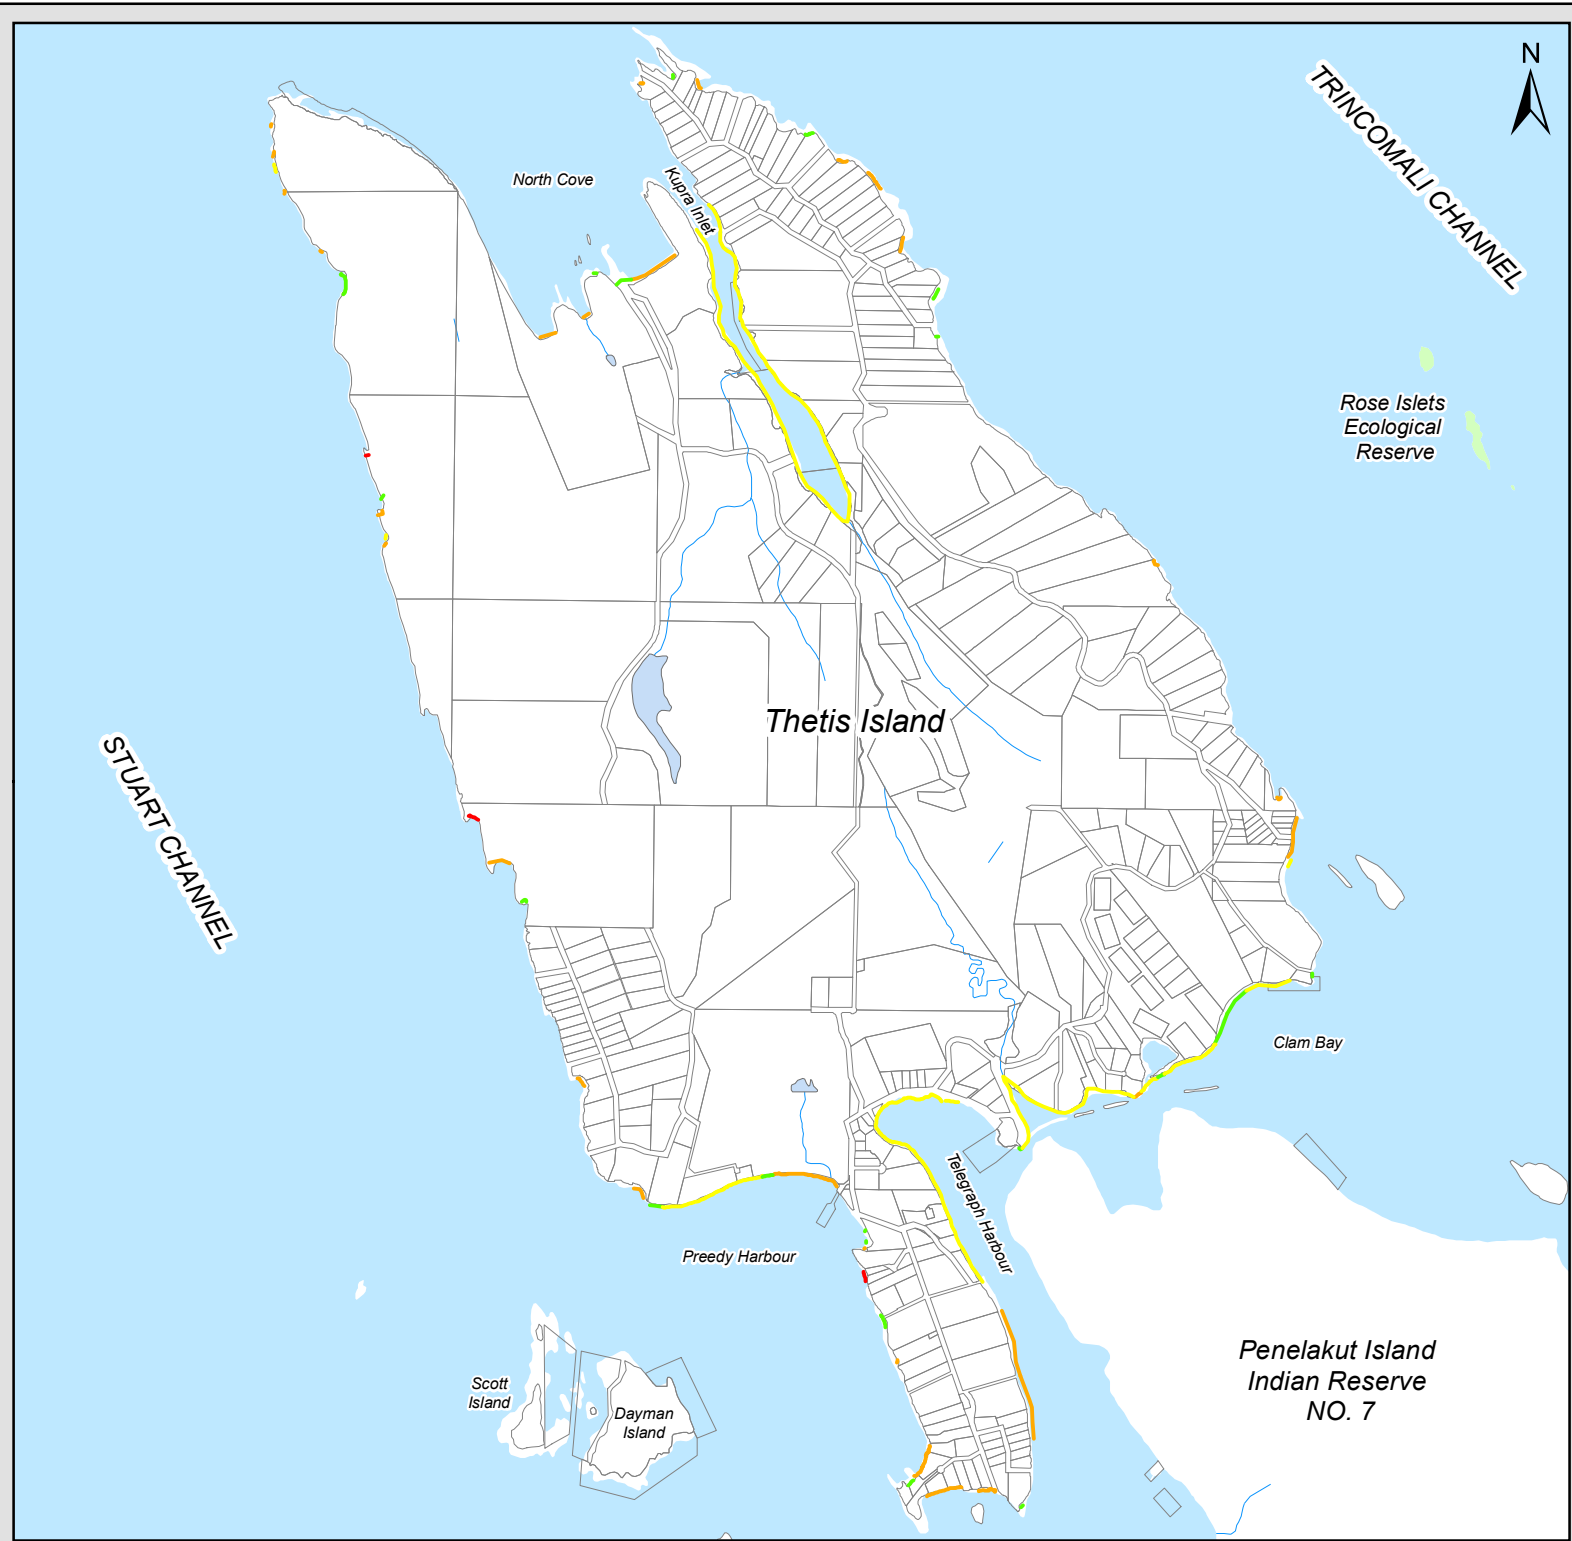 N
TRINCOMALI CHANNEL
North Cove
Kupra Inlet
Rose Islets
Ecological
Reserve
Thetis Island
STUART CHANNEL
Clam Bay
Telegraph Harbour
Preedy Harbour
Penelakut Island
Indian Reserve
NO. 7
Scott
Island
Dayman
Island